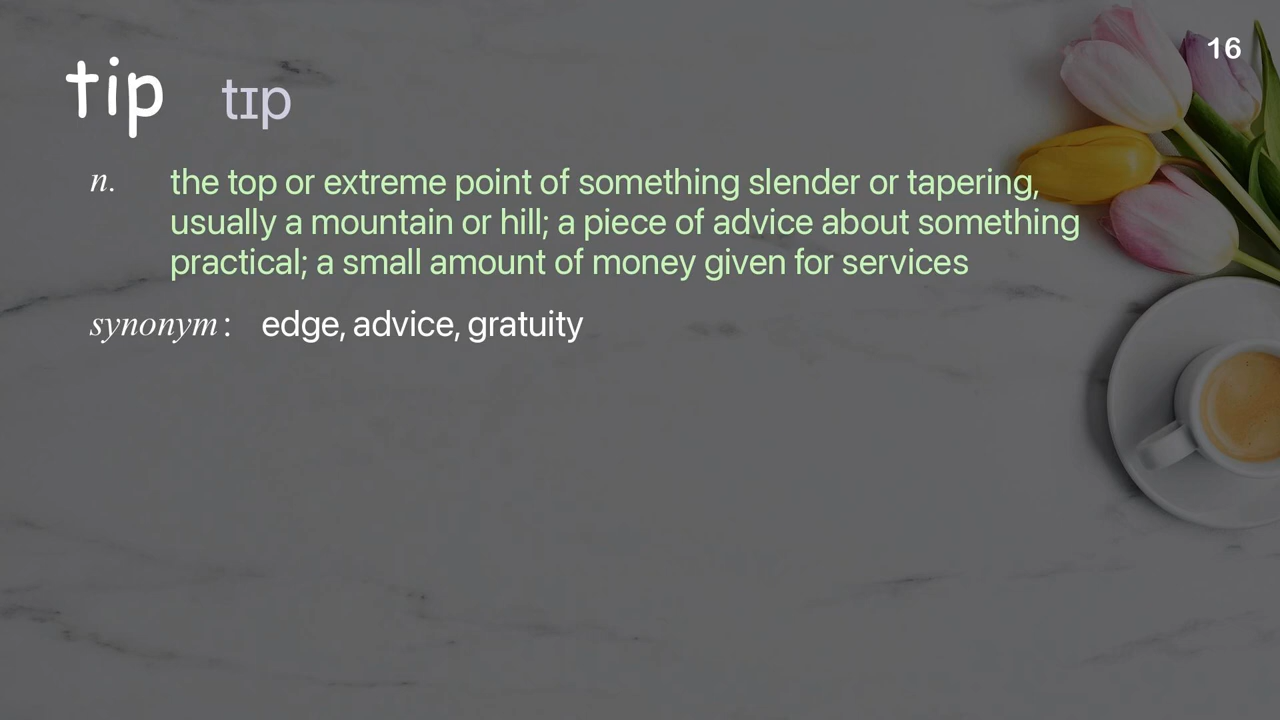 16
tip tɪp
n. the top or extreme point of something slender or tapering,
usually a mountain or hill; a piece of advice about something
practical; a small amount of money given for services
synonym: edge, advice, gratuity